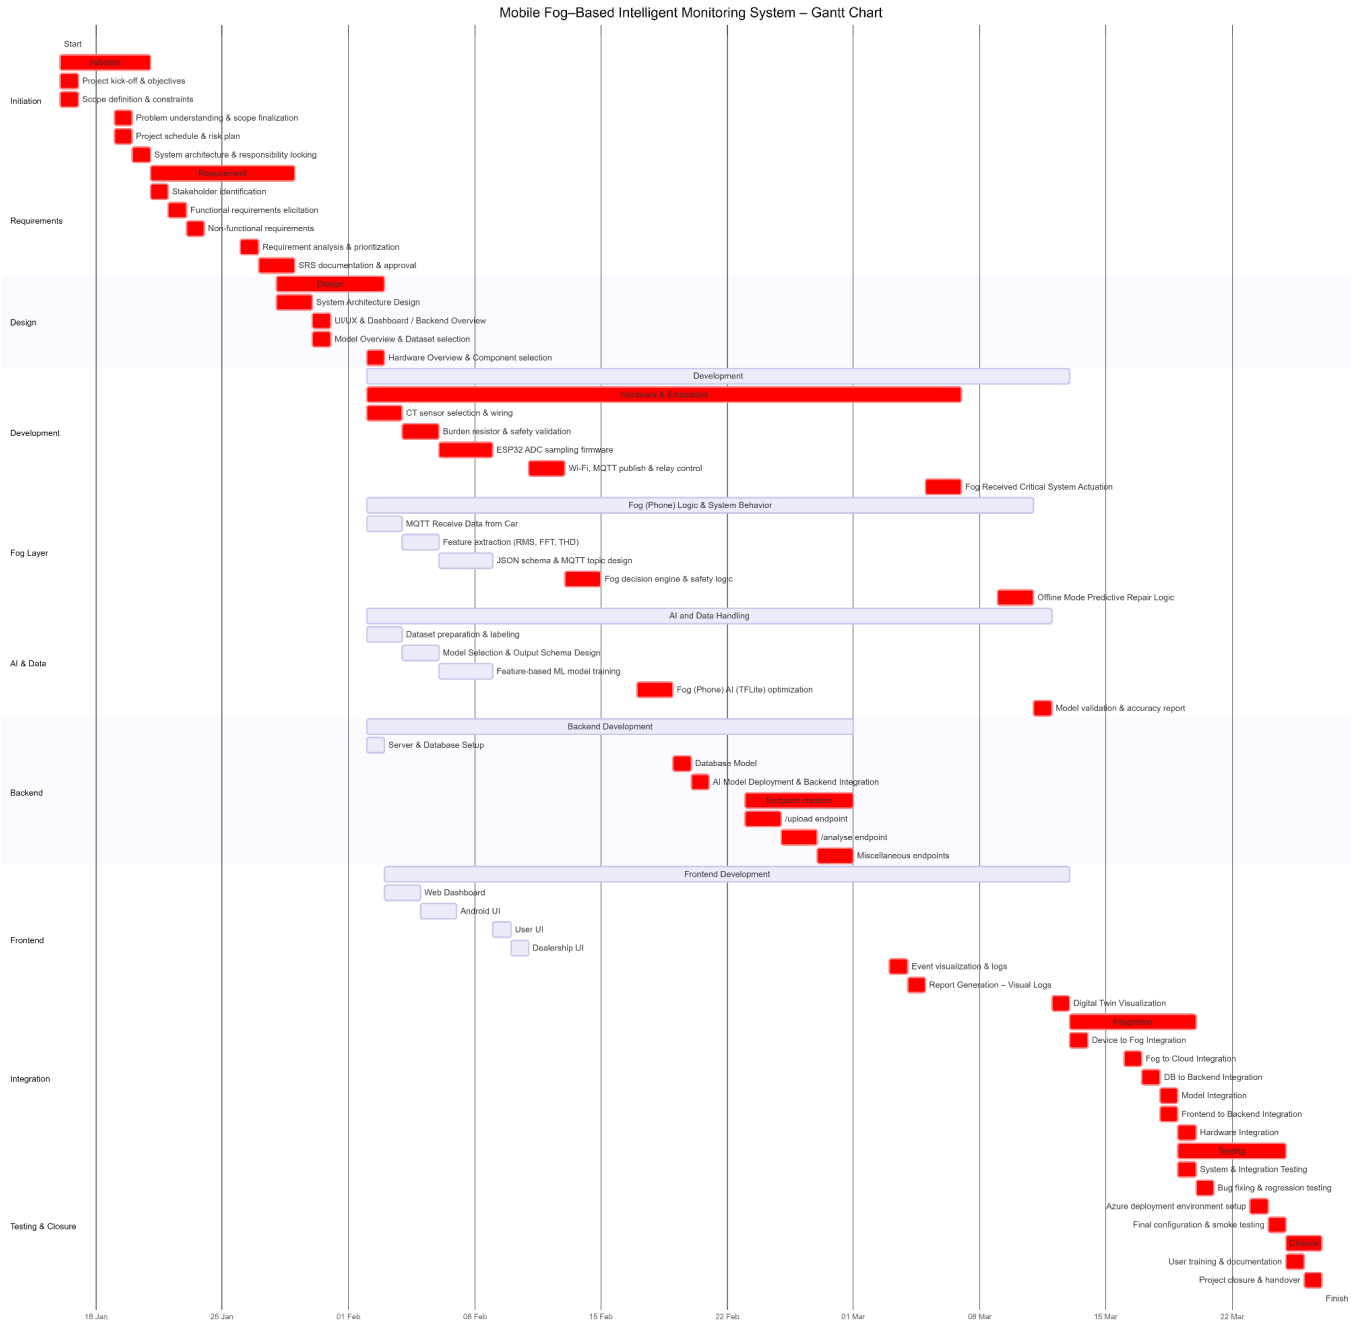 Mobile Fog–Based Intelligent Monitoring System – Gantt Chart
Start
Initiation
Project kick-off & objectives
Initiation
Scope definition & constraints
Problem understanding & scope finalization
Project schedule & risk plan
System architecture & responsibility locking
Requirement
Stakeholder identification
Functional requirements elicitation
Requirements
Non-functional requirements
Requirement analysis & prioritization
SRS documentation & approval
Design
System Architecture Design
Design
UI/UX & Dashboard / Backend Overview
Model Overview & Dataset selection
Hardware Overview & Component selection
Development
Hardware & Embedded
CT sensor selection & wiring
Development
Burden resistor & safety validation
ESP32 ADC sampling firmware
Wi-Fi, MQTT publish & relay control
Fog Received Critical System Actuation
Fog (Phone) Logic & System Behavior
MQTT Receive Data from Car
Feature extraction (RMS, FFT, THD)
Fog Layer
JSON schema & MQTT topic design
Fog decision engine & safety logic
Offline Mode Predictive Repair Logic
AI and Data Handling
Dataset preparation & labeling
Model Selection & Output Schema Design
AI & Data
Feature-based ML model training
Fog (Phone) AI (TFLite) optimization
Model validation & accuracy report
Backend Development
Server & Database Setup
Database Model
AI Model Deployment & Backend Integration
Backend
Endpoint creation
/upload endpoint
/analyse endpoint
Miscellaneous endpoints
Frontend Development
Web Dashboard
Android UI
User UI
Frontend
Dealership UI
Event visualization & logs
Report Generation – Visual Logs
Digital Twin Visualization
Integration
Device to Fog Integration
Fog to Cloud Integration
Integration
DB to Backend Integration
Model Integration
Frontend to Backend Integration
Hardware Integration
Testing
System & Integration Testing
Bug fixing & regression testing
Azure deployment environment setup
Testing & Closure
Final configuration & smoke testing
Closure
User training & documentation
Project closure & handover
Finish
18 Jan 25 Jan 01 Feb 08 Feb 15 Feb 22 Feb 01 Mar 08 Mar 15 Mar 22 Mar